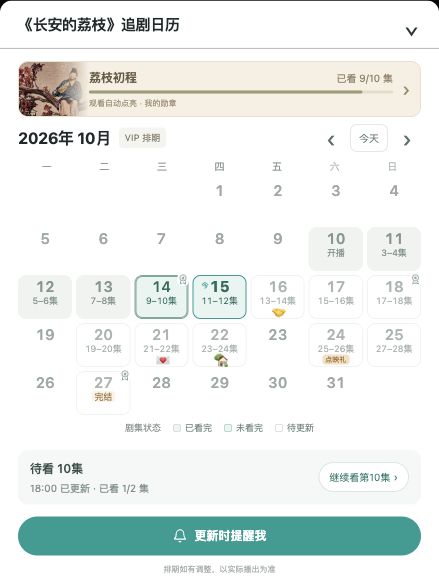 《长安的荔枝》追剧日历
荔枝初程
已看 9/10 集
观看自动点亮 · 我的勋章
2026年 10月
VIP 排期
今天
一 二 三 四 五 六 日
1 2 3 4
5 6 7 8 9 10 11
开播 3-4集
12 13 14 15 16 17 18
5-6集 7-8集 9-10集 11-12集 13-14集 15-16集 17-18集
19 20 21 22 23 24 25
19-20集 21-22集 23-24集 25-26集 27-28集
点映礼
26 27 28 29 30 31
完结
剧集状态 已看完 未看完 待更新
待看 10集
18:00 已更新 · 已看 1/2 集
继续看第10集
更新时提醒我
排期如有调整，以实际播出为准